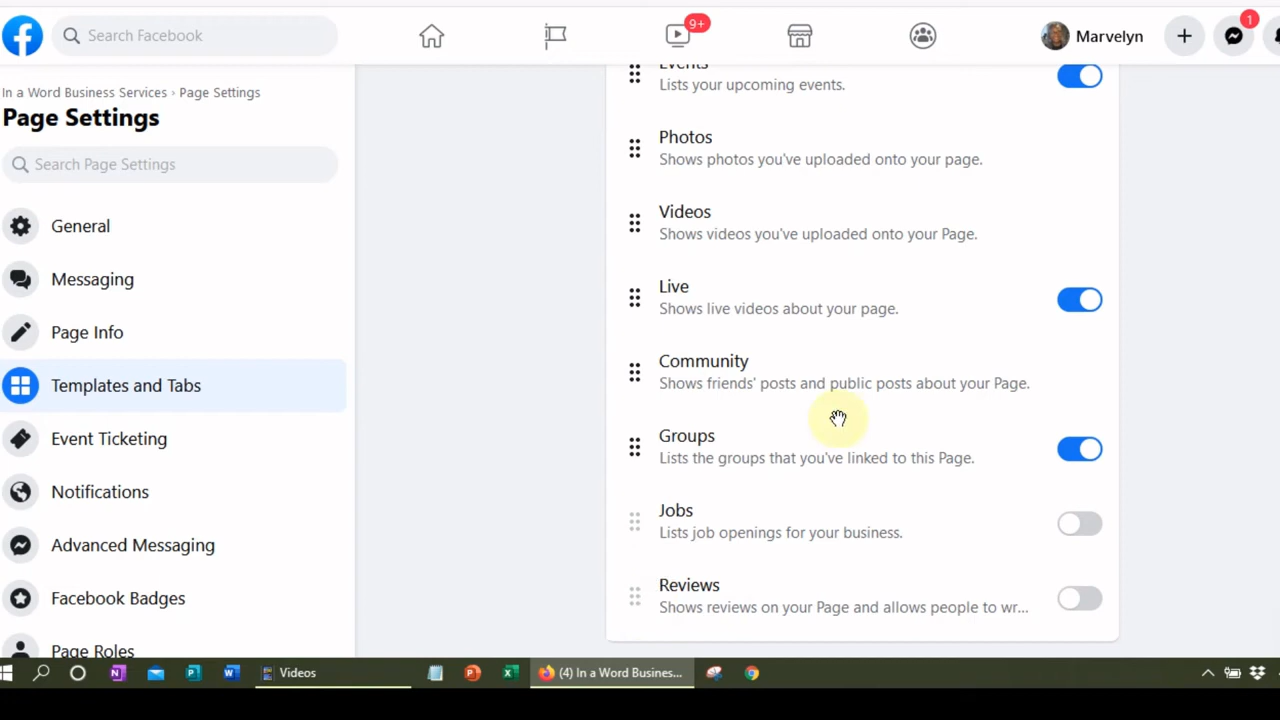 Search Facebook
9+
Marvelyn
1
In a Word Business Services › Page Settings
Page Settings
Search Page Settings
General
Messaging
Page Info
Templates and Tabs
Event Ticketing
Notifications
Advanced Messaging
Facebook Badges
Page Roles
Events
Lists your upcoming events.
Photos
Shows photos you've uploaded onto your page.
Videos
Shows videos you've uploaded onto your Page.
Live
Shows live videos about your page.
Community
Shows friends' posts and public posts about your Page.
Groups
Lists the groups that you've linked to this Page.
Jobs
Lists job openings for your business.
Reviews
Shows reviews on your Page and allows people to wr...
Videos
(4) In a Word Busines...